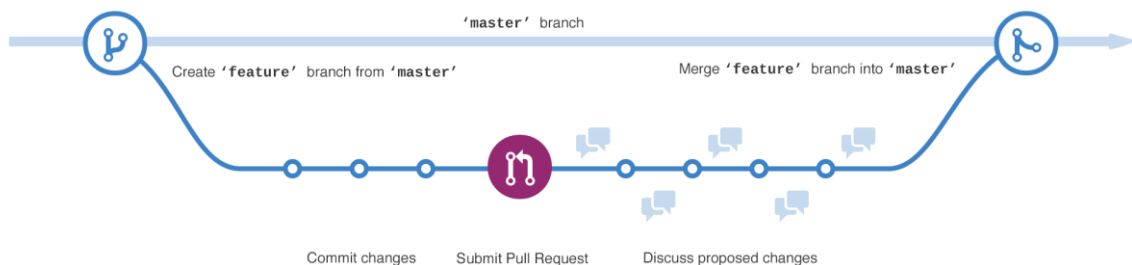 ‘master’ branch
Create ‘feature’ branch from ‘master’
Merge ‘feature’ branch into ‘master’
Commit changes
Submit Pull Request
Discuss proposed changes